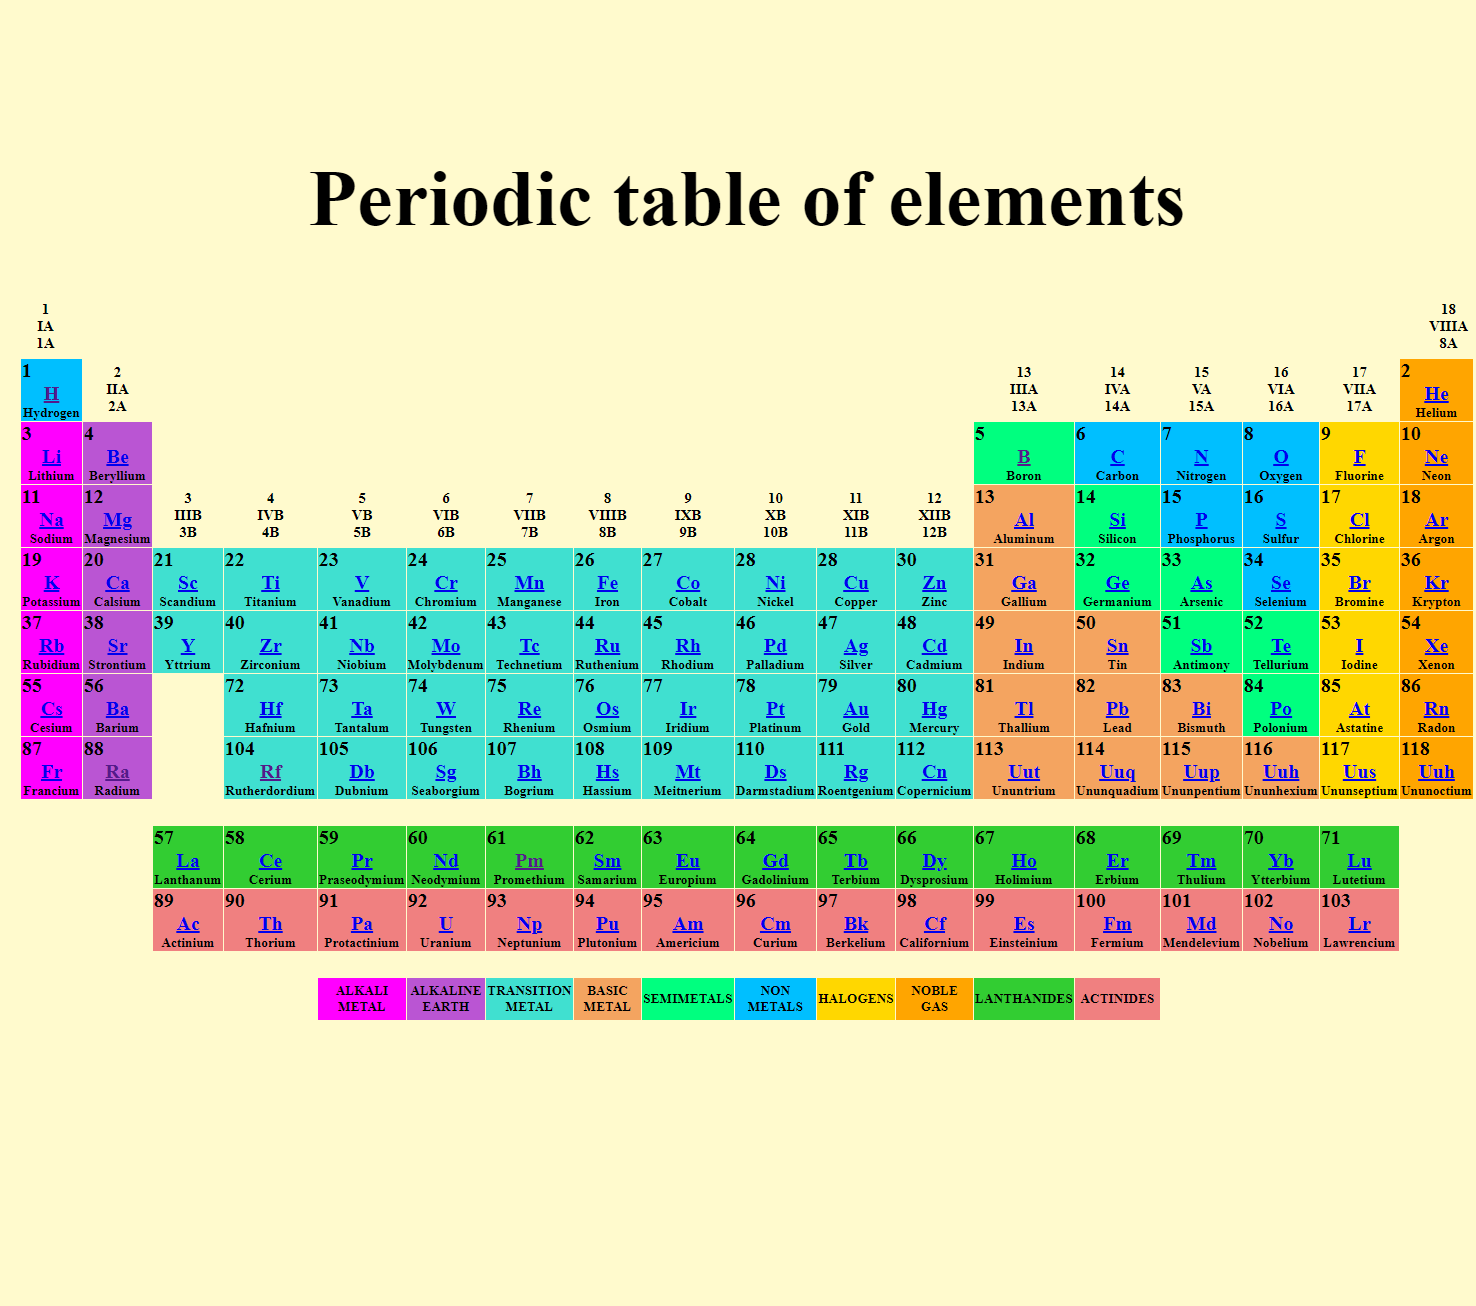 Periodic table of elements
1 18
IA VIIIA
1A 8A
1 2 13 14 15 16 17 2
H IIA IIIA IVA VA VIA VIIA He
Hydrogen 2A 13A 14A 15A 16A 17A Helium
3 4 5 6 7 8 9 10
Li Be B C N O F Ne
Lithium Beryllium Boron Carbon Nitrogen Oxygen Fluorine Neon
11 12 3 4 5 6 7 8 9 10 11 12 13 14 15 16 17 18
Na Mg IIIB IVB VB VIB VIIB VIIIB IXB XB XIB XIIB Al Si P S Cl Ar
Sodium Magnesium 3B 4B 5B 6B 7B 8B 9B 10B 11B 12B Aluminum Silicon Phosphorus Sulfur Chlorine Argon
19 20 21 22 23 24 25 26 27 28 28 30 31 32 33 34 35 36
K Ca Sc Ti V Cr Mn Fe Co Ni Cu Zn Ga Ge As Se Br Kr
Potassium Calsium Scandium Titanium Vanadium Chromium Manganese Iron Cobalt Nickel Copper Zinc Gallium Germanium Arsenic Selenium Bromine Krypton
37 38 39 40 41 42 43 44 45 46 47 48 49 50 51 52 53 54
Rb Sr Y Zr Nb Mo Tc Ru Rh Pd Ag Cd In Sn Sb Te I Xe
Rubidium Strontium Yttrium Zirconium Niobium Molybdenum Technetium Ruthenium Rhodium Palladium Silver Cadmium Indium Tin Antimony Tellurium Iodine Xenon
55 56 72 73 74 75 76 77 78 79 80 81 82 83 84 85 86
Cs Ba Hf Ta W Re Os Ir Pt Au Hg Tl Pb Bi Po At Rn
Cesium Barium Hafnium Tantalum Tungsten Rhenium Osmium Iridium Platinum Gold Mercury Thallium Lead Bismuth Polonium Astatine Radon
87 88 104 105 106 107 108 109 110 111 112 113 114 115 116 117 118
Fr Ra Rf Db Sg Bh Hs Mt Ds Rg Cn Uut Uuq Uup Uuh Uus Uuh
Francium Radium Rutherdordium Dubnium Seaborgium Bogrium Hassium Meitnerium Darmstadium Roentgenium Copernicium Ununtrium Ununquadium Ununpentium Ununhexium Ununseptium Ununoctium
57 58 59 60 61 62 63 64 65 66 67 68 69 70 71
La Ce Pr Nd Pm Sm Eu Gd Tb Dy Ho Er Tm Yb Lu
Lanthanum Cerium Praseodymium Neodymium Promethium Samarium Europium Gadolinium Terbium Dysprosium Holimium Erbium Thulium Ytterbium Lutetium
89 90 91 92 93 94 95 96 97 98 99 100 101 102 103
Ac Th Pa U Np Pu Am Cm Bk Cf Es Fm Md No Lr
Actinium Thorium Protactinium Uranium Neptunium Plutonium Americium Curium Berkelium Californium Einsteinium Fermium Mendelevium Nobelium Lawrencium
ALKALI ALKALINE TRANSITION BASIC SEMIMETALS NON HALOGENS NOBLE LANTHANIDES ACTINIDES
METAL EARTH METAL METAL METALS GAS